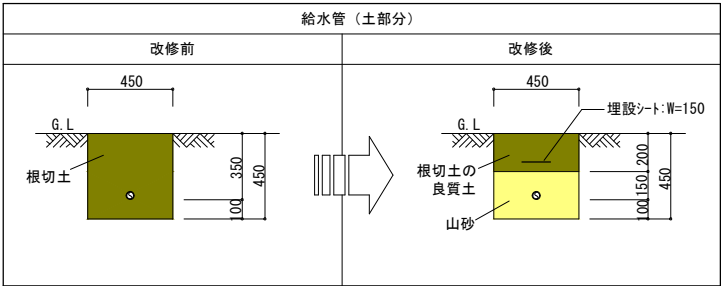 給水管（土部分）
改修前
改修後
450
G.L
根切土
350
100
450
450
埋設ｼｰﾄ:W=150
G.L
根切土の
良質土
山砂
200
150
100
450